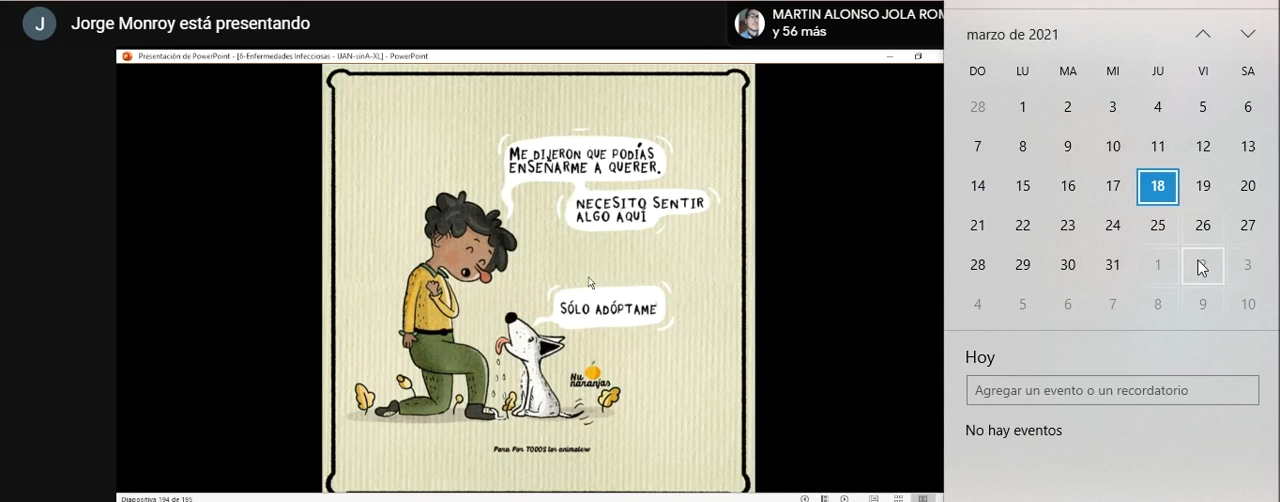 J
Jorge Monroy está presentando
MARTIN ALONSO JOLA ROM
y 56 más
Presentación de PowerPoint - [6-Enfermedades Infecciosas - UAN-sinA-XL] - PowerPoint
ME DIJERON QUE PODÍAS
ENSEÑARME A QUERER.
NECESITO SENTIR
ALGO AQUÍ
SÓLO ADÓPTAME
Nu
naranjas
Para Por TODOS los animales
Diapositiva 194 de 195
marzo de 2021
DO LU MA MI JU VI SA
28 1 2 3 4 5 6
7 8 9 10 11 12 13
14 15 16 17 18 19 20
21 22 23 24 25 26 27
28 29 30 31 1 3
4 5 6 7 8 9 10
Hoy
Agregar un evento o un recordatorio
No hay eventos